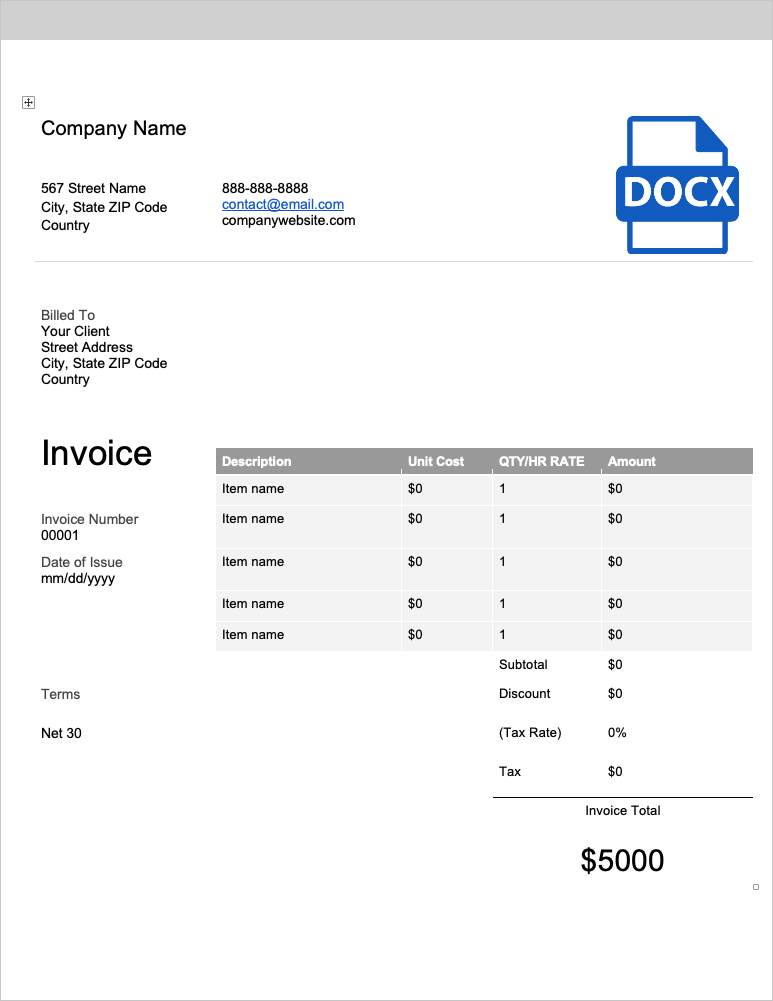 Company Name
DOCX
567 Street Name
City, State ZIP Code
Country
888-888-8888
contact@email.com
companywebsite.com
Billed To
Your Client
Street Address
City, State ZIP Code
Country
Invoice
Invoice Number
00001
Date of Issue
mm/dd/yyyy
Terms
Net 30
Description Unit Cost QTY/HR RATE Amount
Item name $0 1 $0
Item name $0 1 $0
Item name $0 1 $0
Item name $0 1 $0
Item name $0 1 $0
Subtotal $0
Discount $0
(Tax Rate) 0%
Tax $0
Invoice Total
$5000